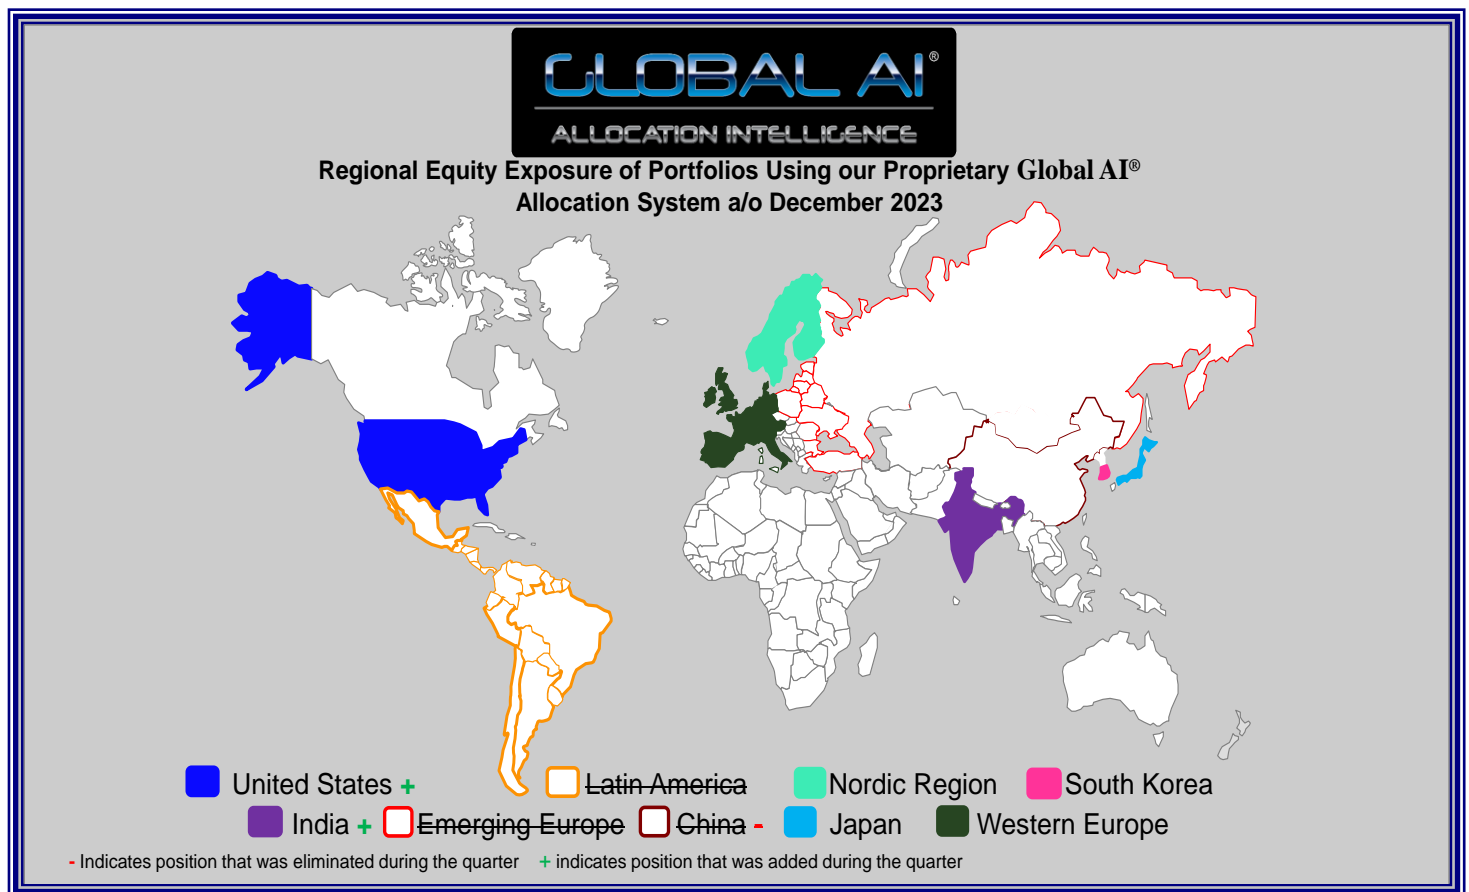 GLOBAL AI®
ALLOCATION INTELLIGENCE
Regional Equity Exposure of Portfolios Using our Proprietary Global AI®
Allocation System a/o December 2023
United States + Latin America Nordic Region South Korea
India + Emerging Europe China - Japan Western Europe
- Indicates position that was eliminated during the quarter + indicates position that was added during the quarter